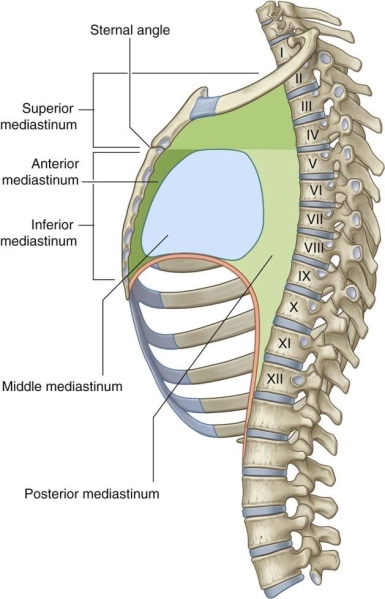 Sternal angle
Superior
mediastinum
Anterior
mediastinum
Inferior
mediastinum
Middle mediastinum
Posterior mediastinum
I
II
III
IV
V
VI
VII
VIII
IX
X
XI
XII